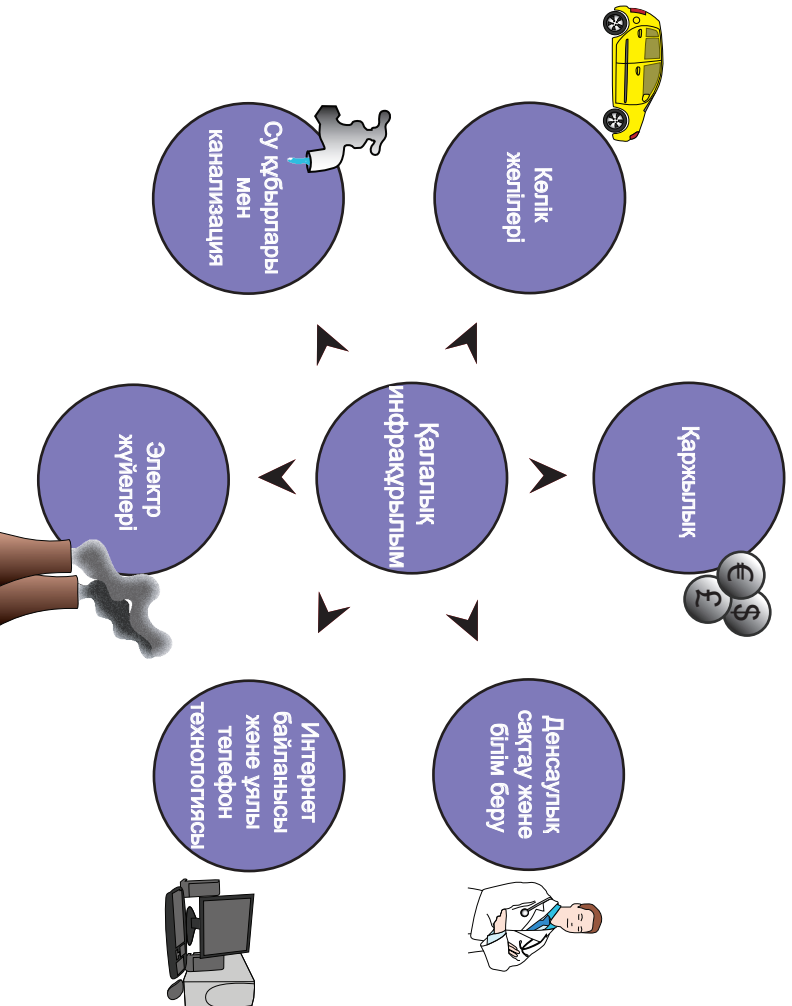 Қаржылық
€
$
£
Көлік
желілері
Денсаулық
сақтау және
білім беру
Қалалық
инфрақұрылым
Су құбырлары
мен
канализация
Интернет
байланысы
және ұялы
телефон
технологиясы
Электр
жүйелері